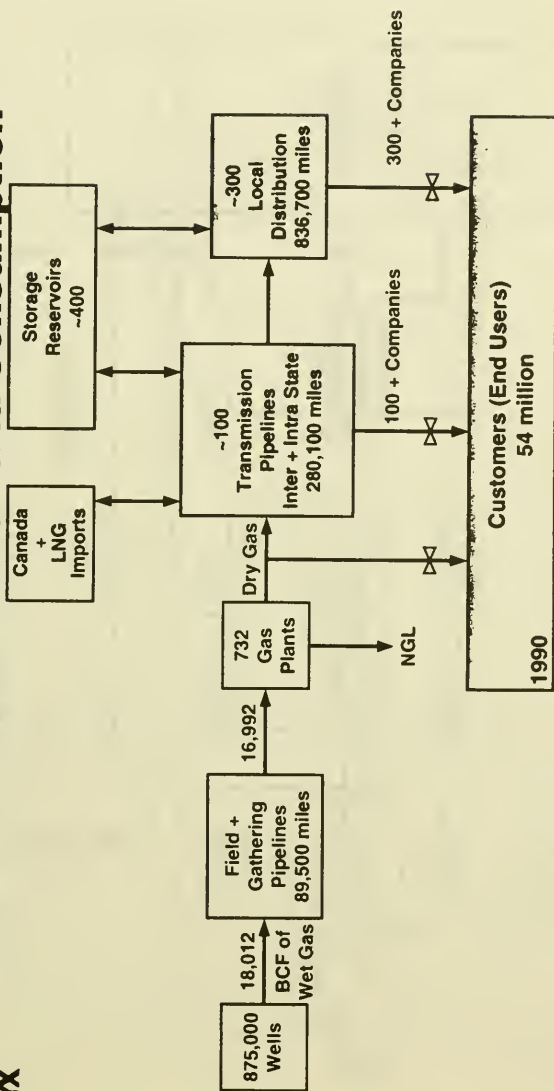 Canada
+
LNG
Imports
Storage
Reservoirs
~400
875,000
Wells
18,012
BCF of
Wet Gas
Field +
Gathering
Pipelines
89,500 miles
16,992
732
Gas
Plants
NGL
Dry Gas
~100
Transmission
Pipelines
Inter + Intra State
280,100 miles
~300
Local
Distribution
836,700 miles
100 + Companies
300 + Companies
Customers (End Users)
54 million
1990